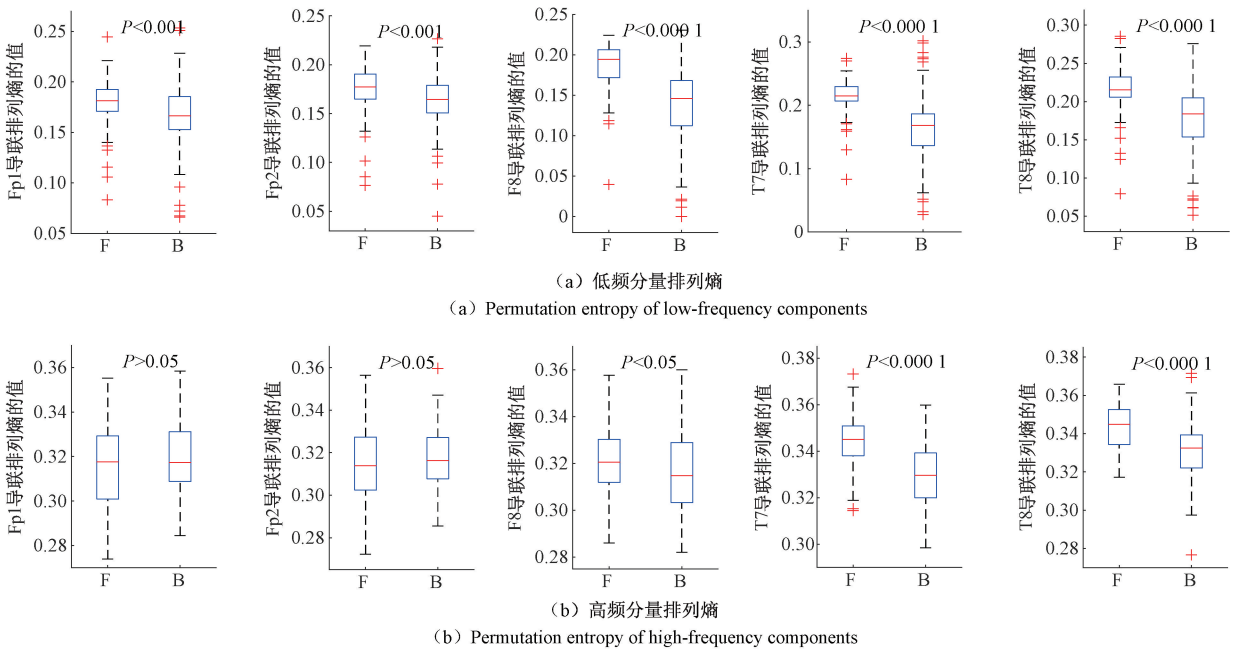 Fp1导联排列熵的值
0.25
0.20
0.15
0.10
0.05
P<0.001
F B
Fp2导联排列熵的值
0.25
0.20
0.15
0.10
0.05
P<0.001
F B
F8导联排列熵的值
0.25
0.20
0.15
0.10
0.05
0
P<0.000 1
F B
T7导联排列熵的值
0.3
0.2
0.1
0
P<0.000 1
F B
T8导联排列熵的值
0.30
0.25
0.20
0.15
0.10
0.05
P<0.000 1
F B
（a）低频分量排列熵
（a）Permutation entropy of low-frequency components
Fp1导联排列熵的值
0.36
0.34
0.32
0.30
0.28
P>0.05
F B
Fp2导联排列熵的值
0.36
0.34
0.32
0.30
0.28
P>0.05
F B
F8导联排列熵的值
0.36
0.34
0.32
0.30
0.28
P<0.05
F B
T7导联排列熵的值
0.38
0.36
0.34
0.32
0.30
P<0.000 1
F B
T8导联排列熵的值
0.38
0.36
0.34
0.32
0.30
0.28
P<0.000 1
F B
（b）高频分量排列熵
（b）Permutation entropy of high-frequency components